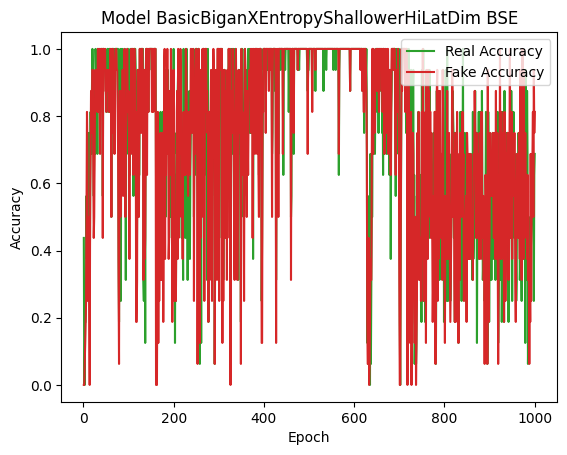 Model BasicBiganXEntropyShallowerHiLatDim BSE
Real Accuracy
Fake Accuracy
Accuracy
1.0
0.8
0.6
0.4
0.2
0.0
0
200
400
600
800
1000
Epoch